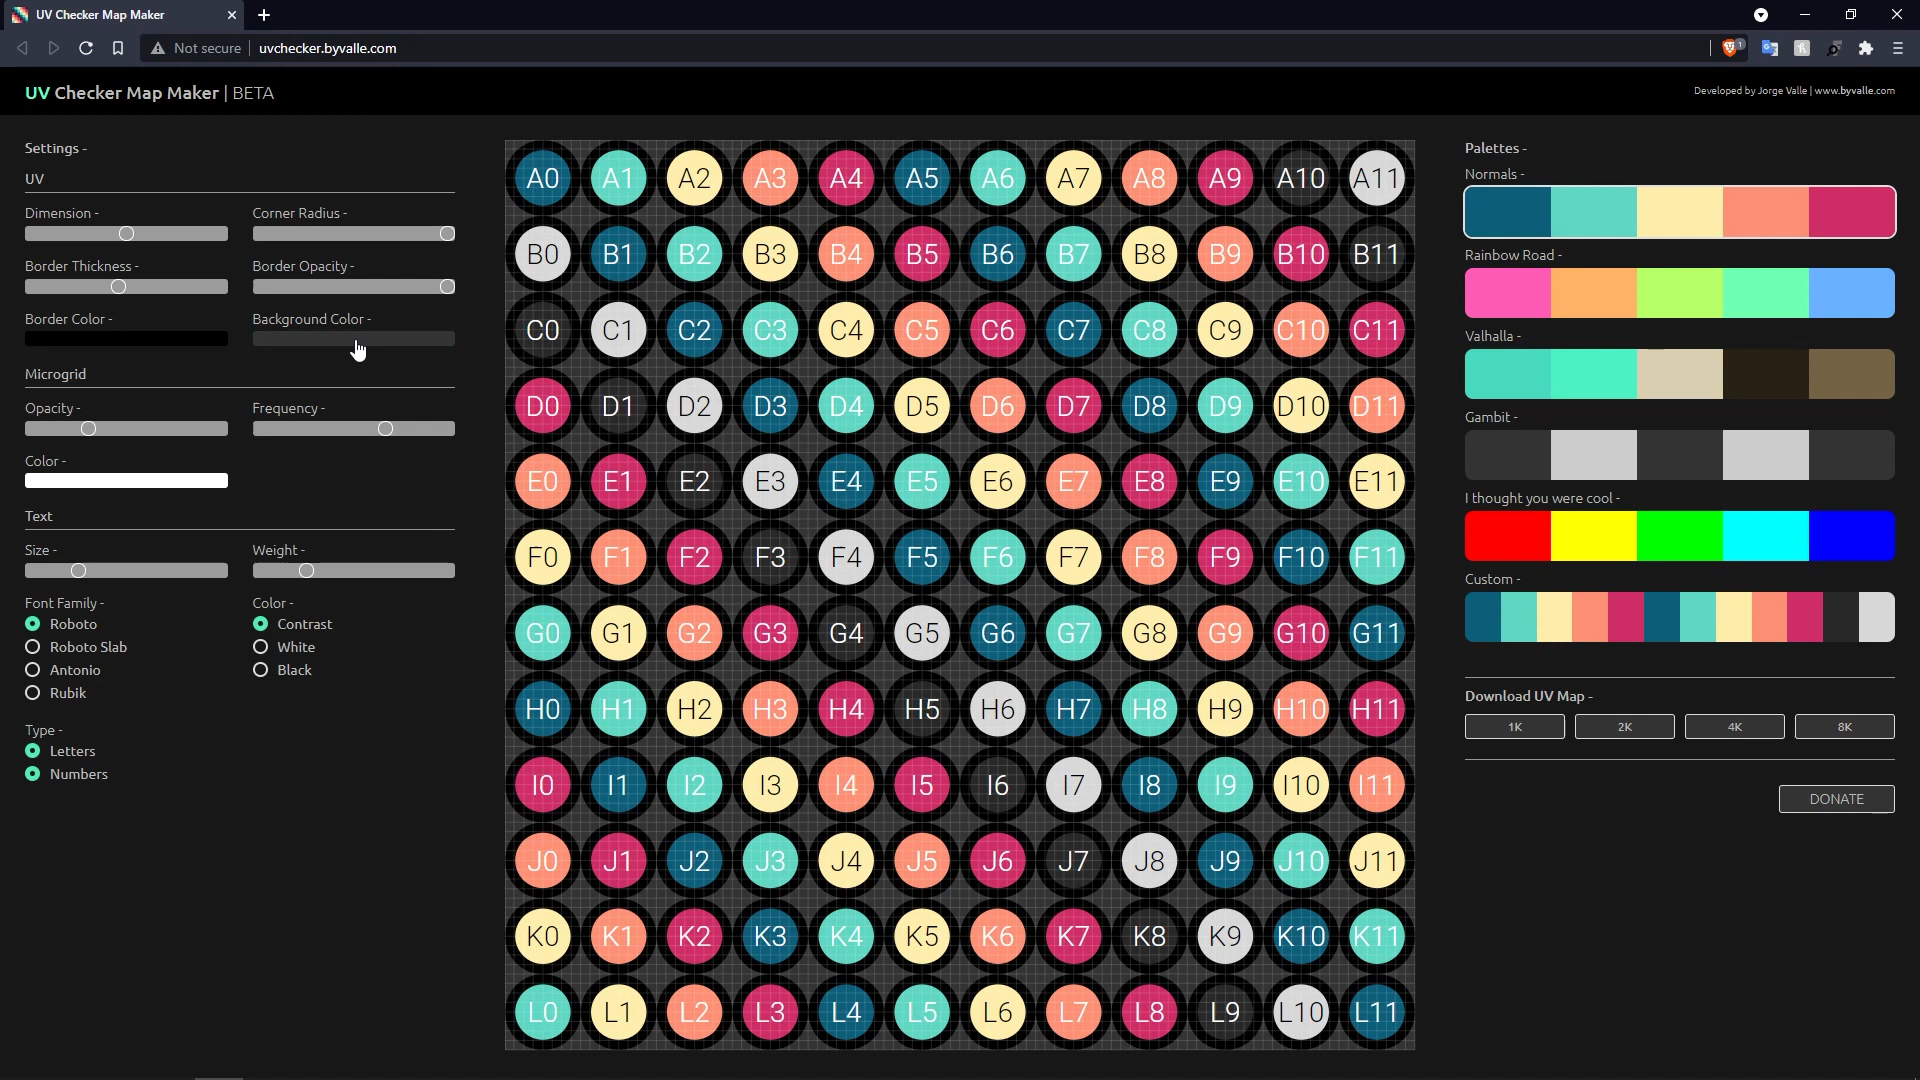 UV Checker Map Maker
Not secure
uvchecker.byvalle.com
1
UV Checker Map Maker | BETA
Developed by Jorge Valle | www.byvalle.com
Settings -
UV
Dimension -
Corner Radius -
Border Thickness -
Border Opacity -
Border Color -
Background Color -
Microgrid
Opacity -
Frequency -
Color -
Text
Size -
Weight -
Font Family -
Roboto
Roboto Slab
Antonio
Rubik
Color -
Contrast
White
Black
Type -
Letters
Numbers
A0 A1 A2 A3 A4 A5 A6 A7 A8 A9 A10 A11
B0 B1 B2 B3 B4 B5 B6 B7 B8 B9 B10 B11
C0 C1 C2 C3 C4 C5 C6 C7 C8 C9 C10 C11
D0 D1 D2 D3 D4 D5 D6 D7 D8 D9 D10 D11
E0 E1 E2 E3 E4 E5 E6 E7 E8 E9 E10 E11
F0 F1 F2 F3 F4 F5 F6 F7 F8 F9 F10 F11
G0 G1 G2 G3 G4 G5 G6 G7 G8 G9 G10 G11
H0 H1 H2 H3 H4 H5 H6 H7 H8 H9 H10 H11
I0 I1 I2 I3 I4 I5 I6 I7 I8 I9 I10 I11
J0 J1 J2 J3 J4 J5 J6 J7 J8 J9 J10 J11
K0 K1 K2 K3 K4 K5 K6 K7 K8 K9 K10 K11
L0 L1 L2 L3 L4 L5 L6 L7 L8 L9 L10 L11
Palettes -
Normals -
Rainbow Road -
Valhalla -
Gambit -
I thought you were cool -
Custom -
Download UV Map -
1K
2K
4K
8K
DONATE